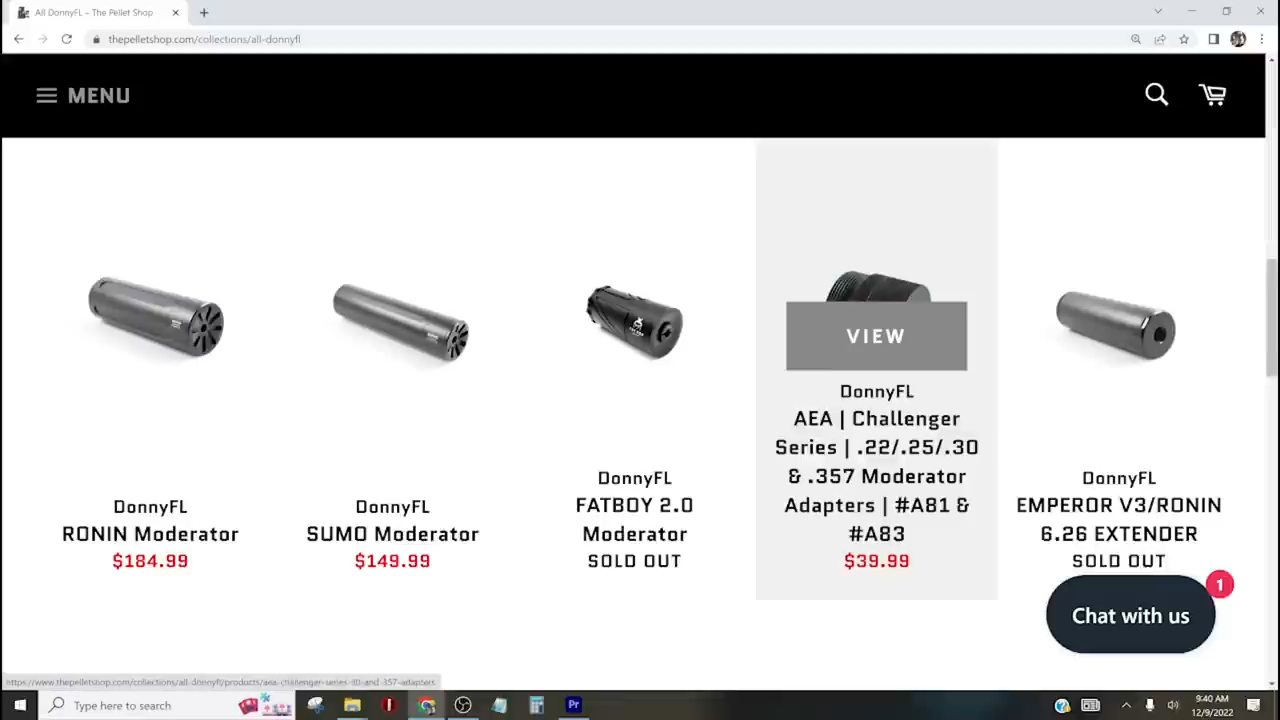 All DonnyFL – The Pellet Shop
thepelletshop.com/collections/all-donnyfl
MENU
VIEW
DonnyFL
RONIN Moderator
$184.99
DonnyFL
SUMO Moderator
$149.99
DonnyFL
FATBOY 2.0
Moderator
SOLD OUT
DonnyFL
AEA | Challenger
Series | .22/.25/.30
& .357 Moderator
Adapters | #A81 &
#A83
$39.99
DonnyFL
EMPEROR V3/RONIN
6.26 EXTENDER
SOLD OUT
1
Chat with us
https://www.thepelletshop.com/collections/all-donnyfl/products/aea-challenger-series-30-and-357-adapters
Type here to search
Pr
9:40 AM
12/9/2022